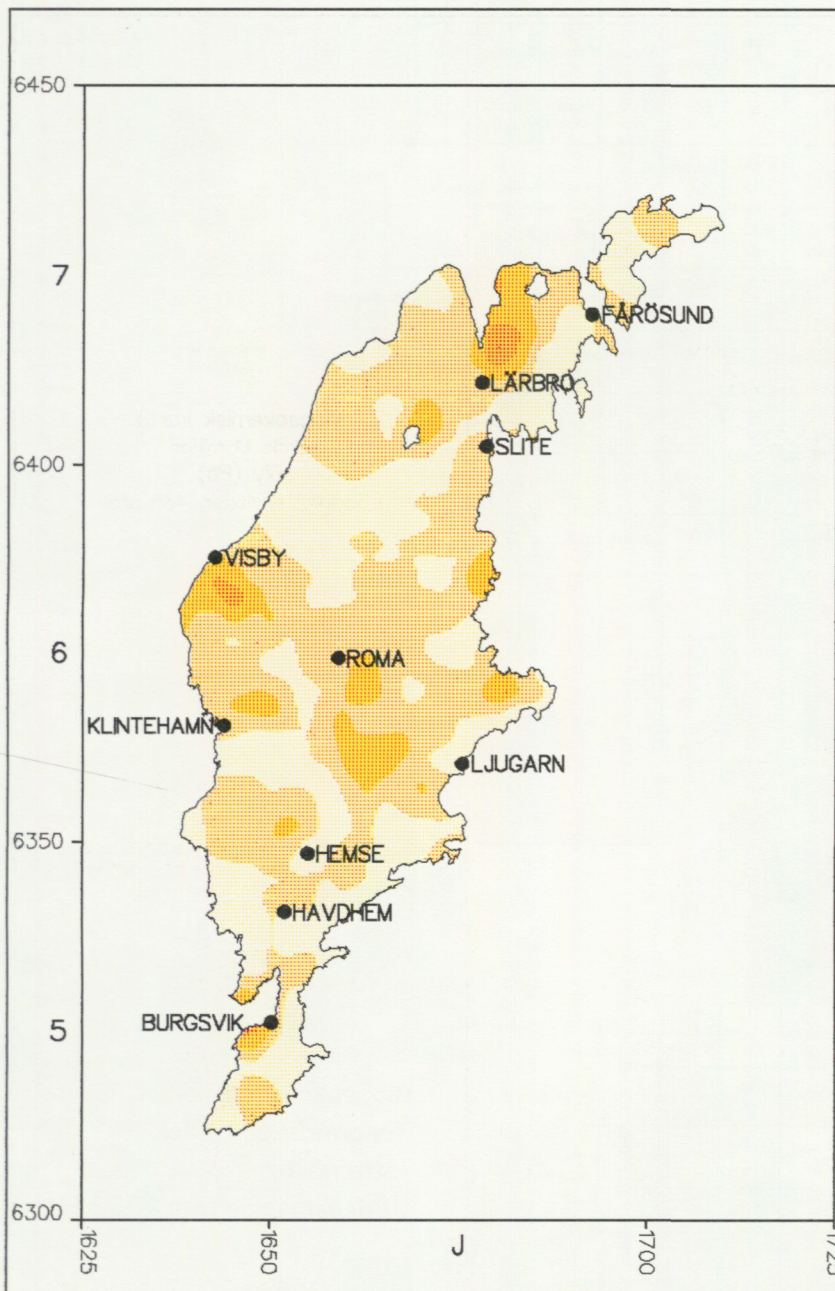 6450
7
FÅRÖSUND
LÄRBRO
SLITE
6400
VISBY
6
ROMA
KLINTEHAMN
LJUGARN
6350
HEMSE
HAVDHEM
5
BURGSVIK
6300
1625
1650
J
1700
1725